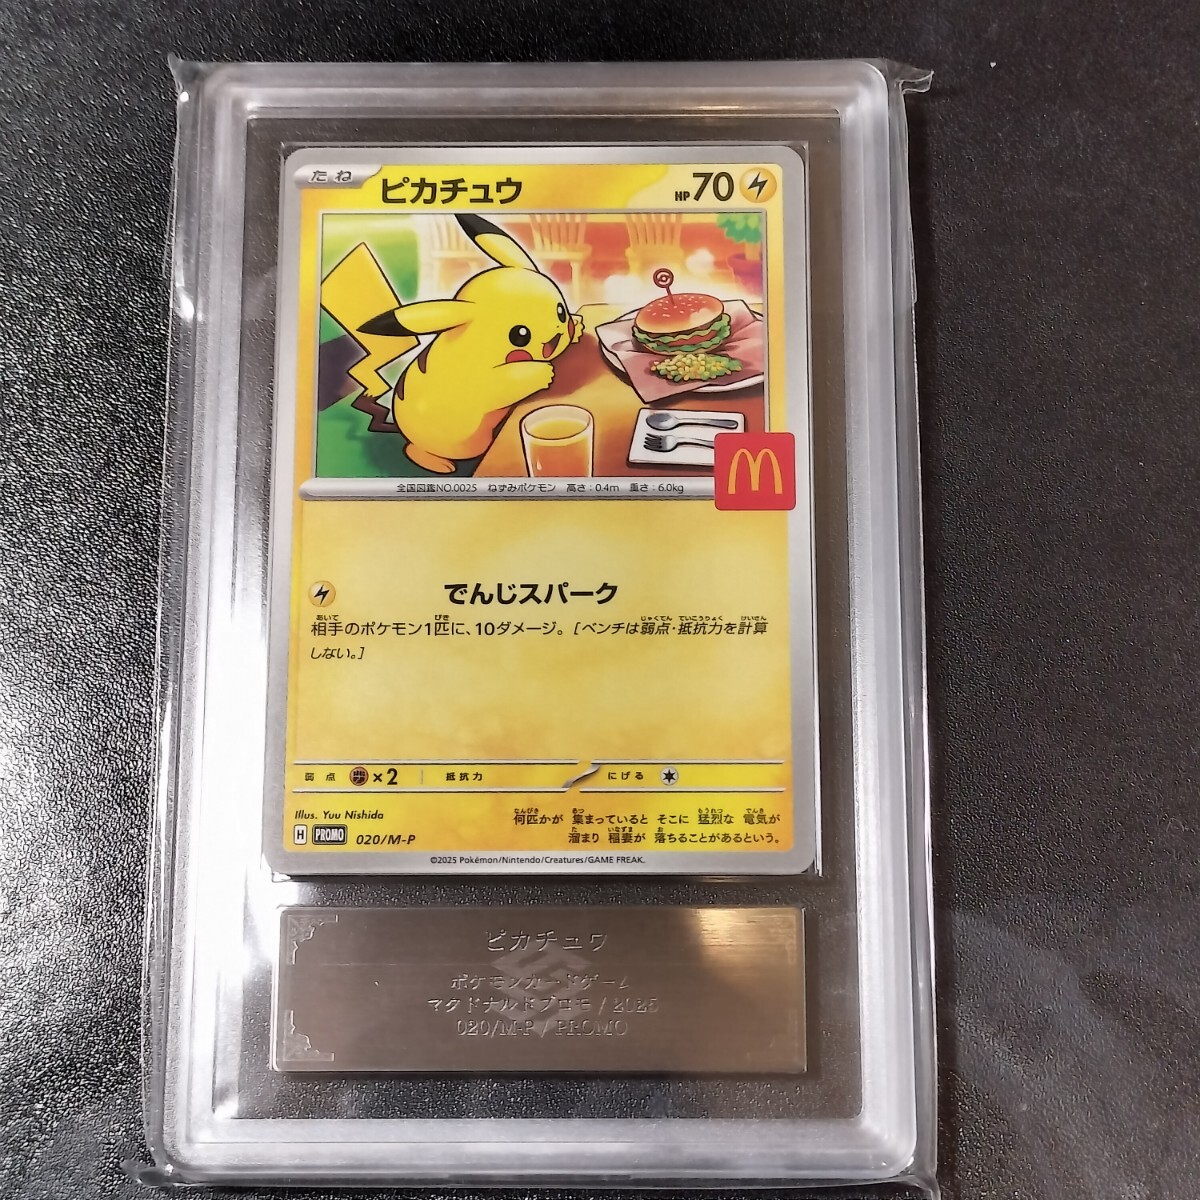 たね
ピカチュウ
HP 70
M
全国図鑑NO.0025 ねずみポケモン 高さ:0.4m 重さ:6.0kg
でんじスパーク
相手のポケモン1匹に、10ダメージ。[ベンチは弱点・抵抗力を計算
しない。]
弱点 ×2 抵抗力 にげる
Illus. Yuu Nishida
H PROMO 020/M-P
何匹かが 集まっていると そこに 猛烈な 電気が
溜まり 稲妻が 落ちることがあるという。
©2025 Pokémon/Nintendo/Creatures/GAME FREAK.
ピカチュウ
ポケモンカードゲーム
マクドナルドプロモ / 2025
020/M-P / PROMO